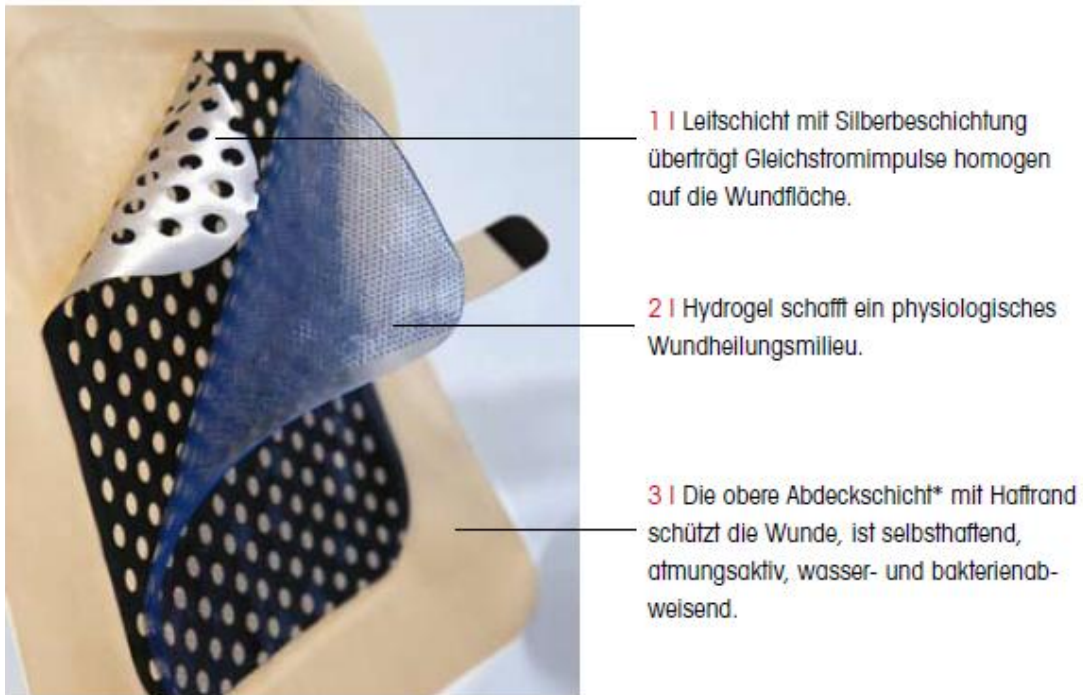 1 | Leitschicht mit Silberbeschichtung
überträgt Gleichstromimpulse homogen
auf die Wundfläche.
2 | Hydrogel schafft ein physiologisches
Wundheilungsmilieu.
3 | Die obere Abdeckschicht* mit Haftrand
schützt die Wunde, ist selbsthaftend,
atmungsaktiv, wasser- und bakterienab-
weisend.